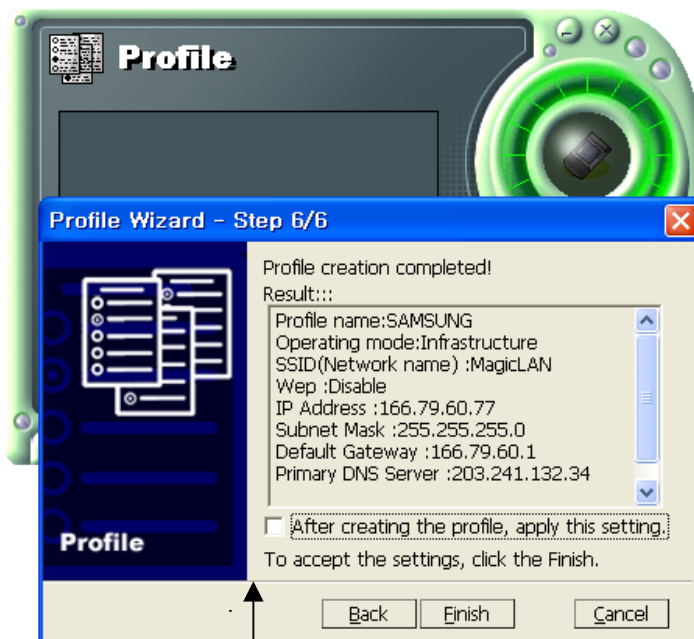 Profile
Profile Wizard - Step 6/6
Profile creation completed!
Result:::
Profile name:SAMSUNG
Operating mode:Infrastructure
SSID(Network name) :MagicLAN
Wep :Disable
IP Address :166.79.60.77
Subnet Mask :255.255.255.0
Default Gateway :166.79.60.1
Primary DNS Server :203.241.132.34
After creating the profile, apply this setting.
To accept the settings, click the Finish.
Profile
Back Finish Cancel